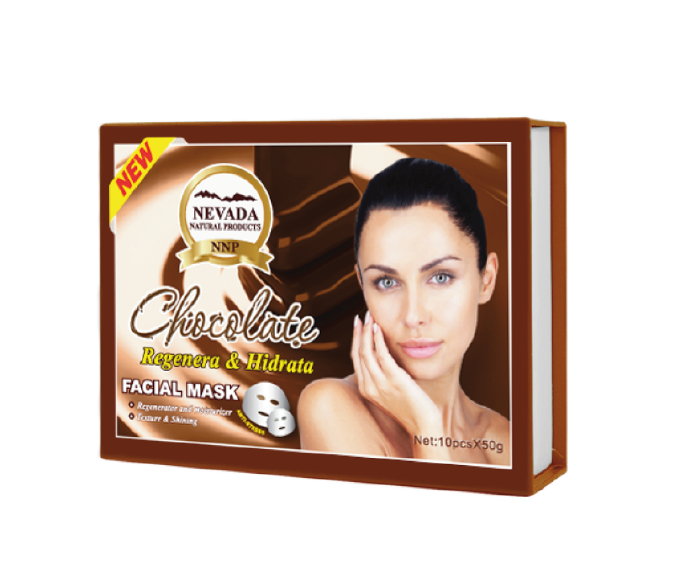 NEW
NEVADA
NATURAL PRODUCTS
NNP
Chocolate
Regenera & Hidrata
FACIAL MASK
Regenerator and Moisturizer
Texture & Shining
Net:10pcsX50g